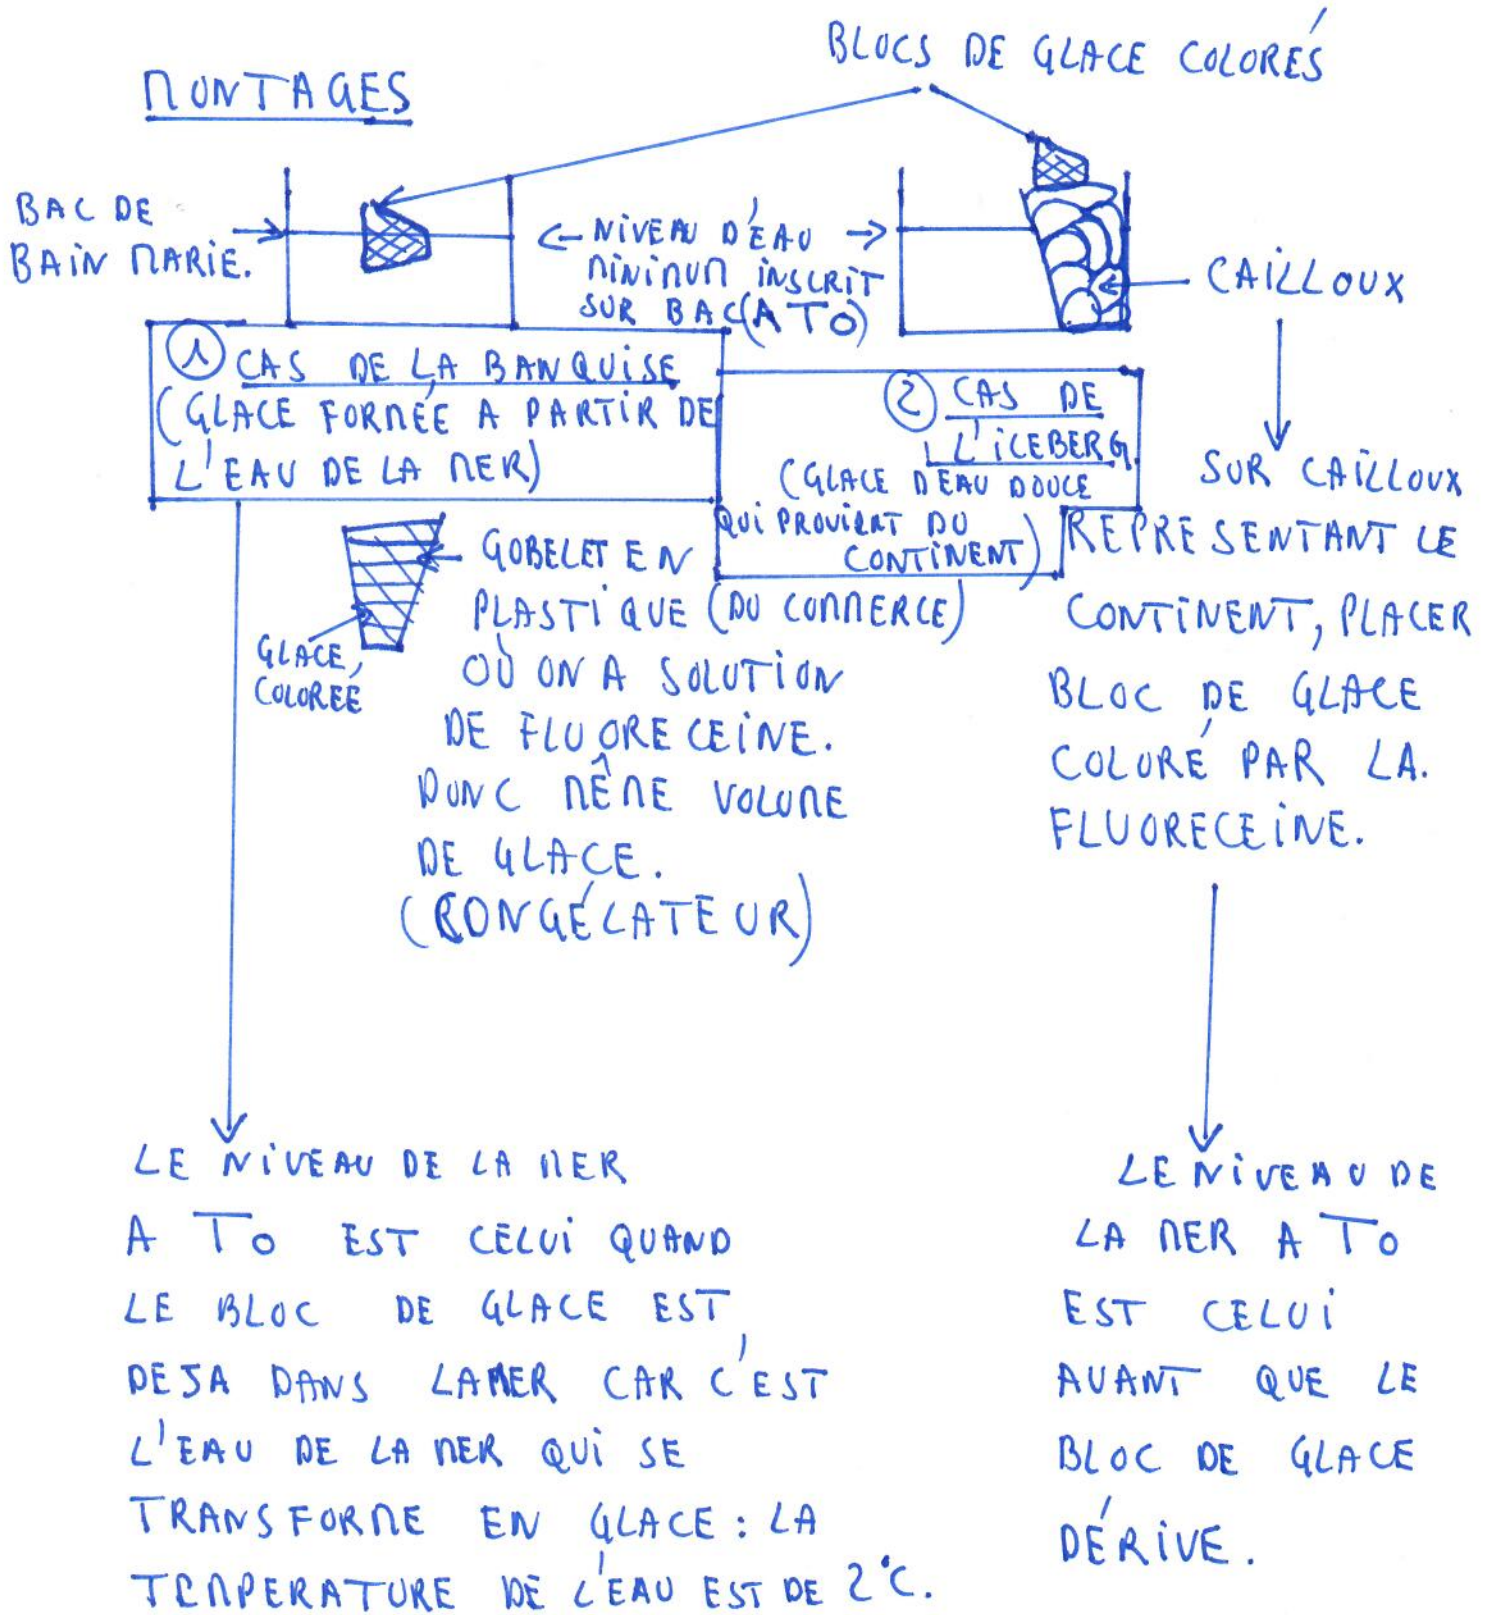 BLOCS DE GLACE COLORÉS
MONTAGES
BAC DE
BAIN MARIE.
NIVEAU D'EAU
MINIMUM INSCRIT
SUR BAC (A TO)
CAILLOUX
① CAS DE LA BANQUISE
(GLACE FORMÉE A PARTIR DE
L'EAU DE LA MER)
② CAS DE
L'ICEBERG
(GLACE D'EAU DOUCE
QUI PROVIENT DU
CONTINENT)
GOBELET EN
PLASTIQUE (DU COMMERCE)
OÙ ON A SOLUTION
DE FLUORECEINE.
DONC MÊME VOLUME
DE GLACE.
(CONGÉLATEUR)
GLACE,
COLOREÉ
SUR CAILLOUX
REPRESENTANT LE
CONTINENT, PLACER
BLOC DE GLACE
COLORÉ PAR LA.
FLUORECEINE.
LE NIVEAU DE LA MER
A TO EST CELUI QUAND
LE BLOC DE GLACE EST
DEJA DANS LA MER CAR C'EST
L'EAU DE LA MER QUI SE
TRANSFORME EN GLACE : LA
TEMPERATURE DE L'EAU EST DE 2°C.
LE NIVEAU DE
LA MER A TO
EST CELUI
AVANT QUE LE
BLOC DE GLACE
DÉRIVE.